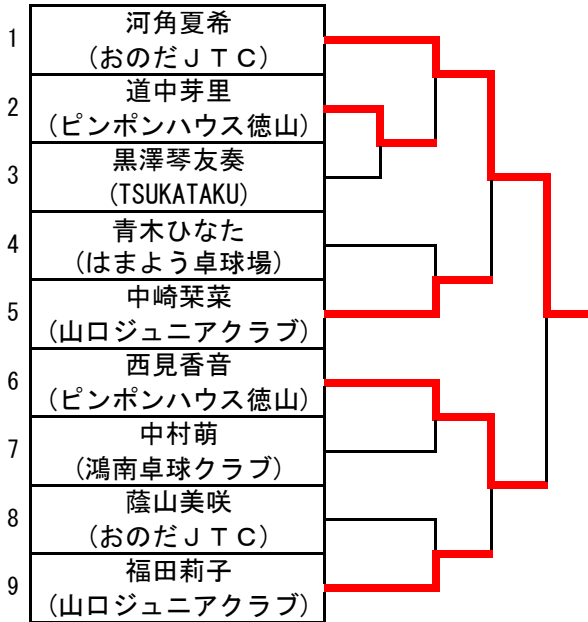 1
河角夏希
(おのだＪＴＣ)
2
道中芽里
(ピンポンハウス徳山)
3
黒澤琴友奏
(TSUKATAKU)
4
青木ひなた
(はまよう卓球場)
5
中崎栞菜
(山口ジュニアクラブ)
6
西見香音
(ピンポンハウス徳山)
7
中村萌
(鴻南卓球クラブ)
8
蔭山美咲
(おのだＪＴＣ)
9
福田莉子
(山口ジュニアクラブ)